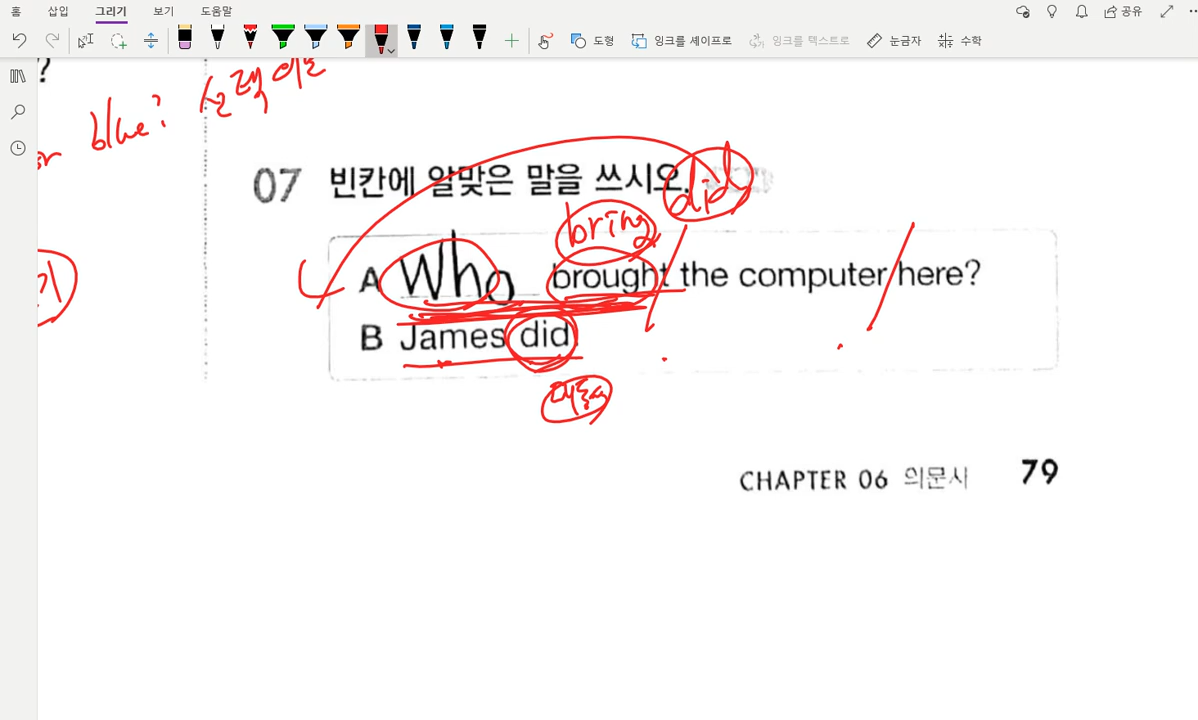 홈 삽입 그리기 보기 도움말 공유
도형 잉크를 셰이프로 잉크를 텍스트로 눈금자 수학
?
blue? 선택
did
07 빈칸에 알맞은 말을 쓰시오.
bring
A Who brought the computer here?
B James did.
대동사
CHAPTER 06 의문사 79